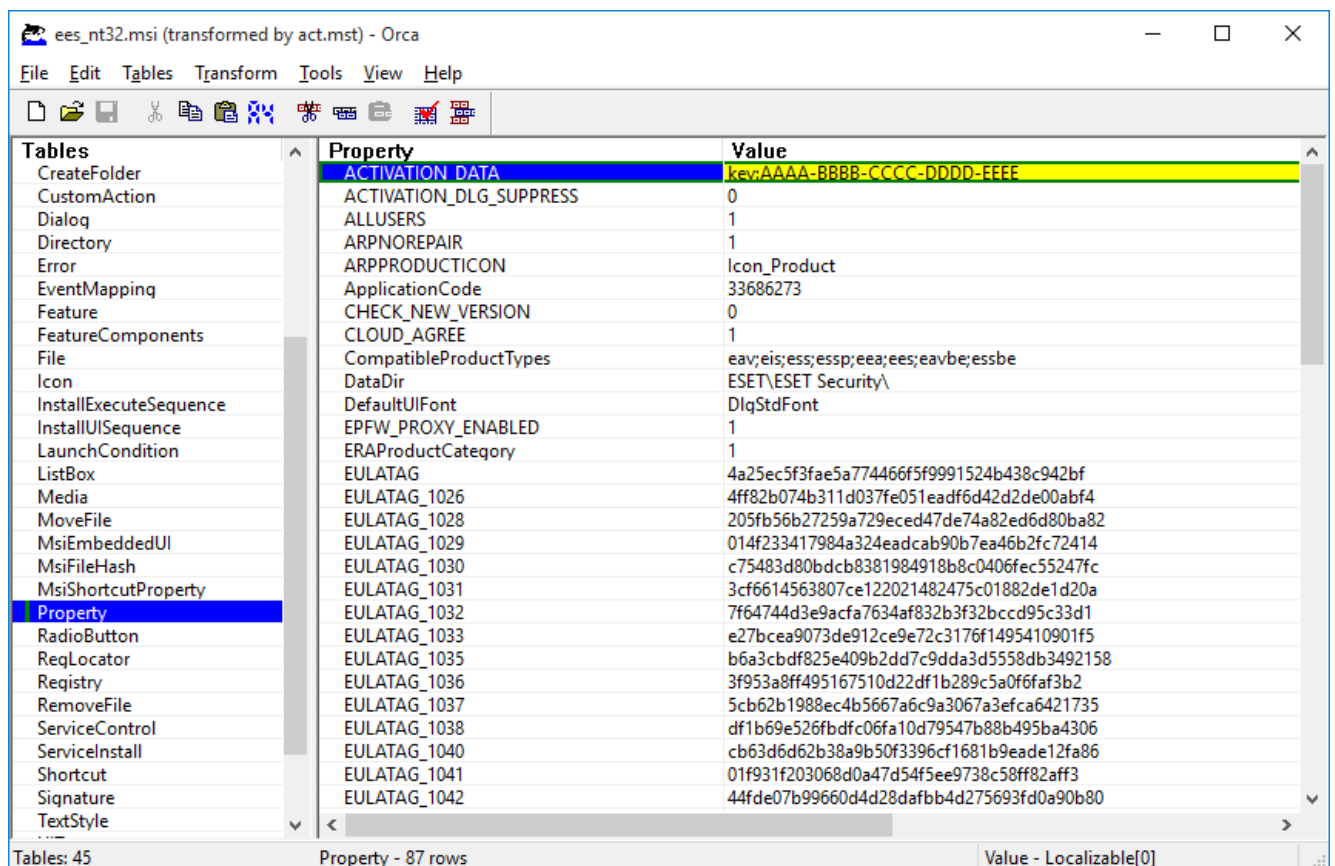 ees_nt32.msi (transformed by act.mst) - Orca
File Edit Tables Transform Tools View Help
Tables
CreateFolder
CustomAction
Dialog
Directory
Error
EventMapping
Feature
FeatureComponents
File
Icon
InstallExecuteSequence
InstallUISequence
LaunchCondition
ListBox
Media
MoveFile
MsiEmbeddedUI
MsiFileHash
MsiShortcutProperty
Property
RadioButton
RegLocator
Registry
RemoveFile
ServiceControl
ServiceInstall
Shortcut
Signature
TextStyle
Property Value
ACTIVATION_DATA key:AAAA-BBBB-CCCC-DDDD-EEEE
ACTIVATION_DLG_SUPPRESS 0
ALLUSERS 1
ARPNOREPAIR 1
ARPPRODUCTICON Icon_Product
ApplicationCode 33686273
CHECK_NEW_VERSION 0
CLOUD_AGREE 1
CompatibleProductTypes eav;eis;ess;essp;eea;ees;eavbe;essbe
DataDir ESET\ESET Security\
DefaultUIFont DlgStdFont
EPFW_PROXY_ENABLED 1
ERAProductCategory 1
EULATAG 4a25ec5f3fae5a774466f5f9991524b438c942bf
EULATAG_1026 4ff82b074b311d037fe051eadf6d42d2de00abf4
EULATAG_1028 205fb56b27259a729eced47de74a82ed6d80ba82
EULATAG_1029 014f233417984a324eadcab90b7ea46b2fc72414
EULATAG_1030 c75483d80bdcb8381984918b8c0406fec55247fc
EULATAG_1031 3cf6614563807ce122021482475c01882de1d20a
EULATAG_1032 7f64744d3e9acfa7634af832b3f32bccd95c33d1
EULATAG_1033 e27bcea9073de912ce9e72c3176f1495410901f5
EULATAG_1035 b6a3cbdf825e409b2dd7c9dda3d5558db3492158
EULATAG_1036 3f953a8ff495167510d22df1b289c5a0f6faf3b2
EULATAG_1037 5cb62b1988ec4b5667a6c9a3067a3efca6421735
EULATAG_1038 df1b69e526fbdfc06fa10d79547b88b495ba4306
EULATAG_1040 cb63d6d62b38a9b50f3396cf1681b9eade12fa86
EULATAG_1041 01f931f203068d0a47d54f5ee9738c58ff82aff3
EULATAG_1042 44fde07b99660d4d28dafbb4d275693fd0a90b80
Tables: 45 Property - 87 rows Value - Localizable[0]